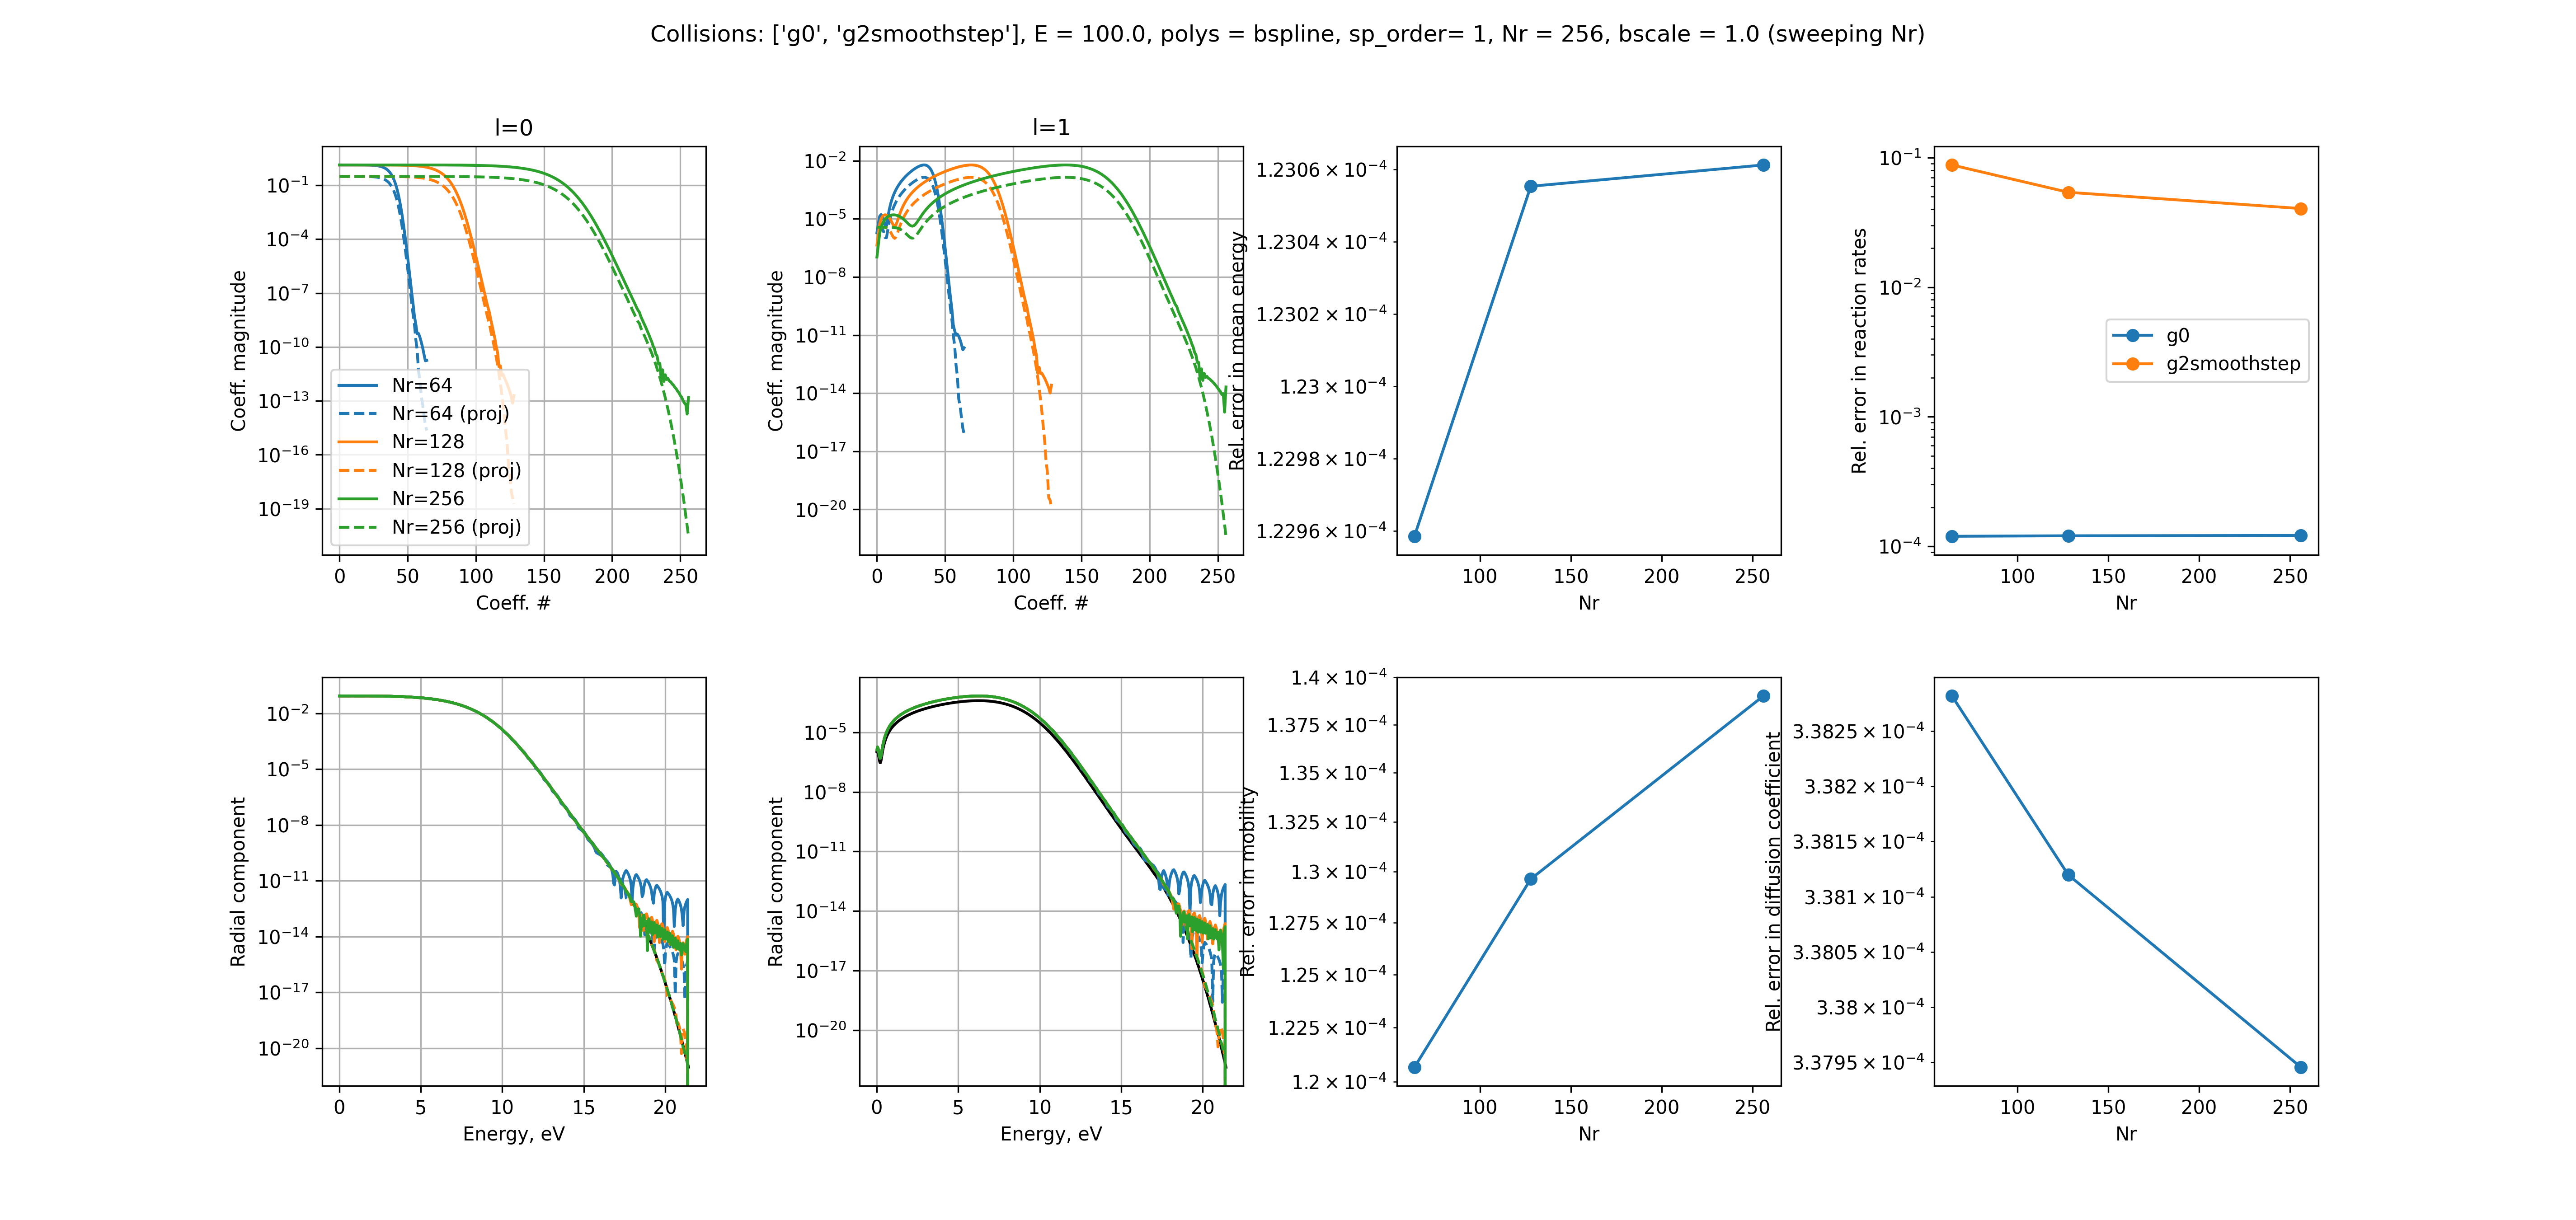 Collisions: ['g0', 'g2smoothstep'], E = 100.0, polys = bspline, sp_order= 1, Nr = 256, bscale = 1.0 (sweeping Nr)
l=0
Coeff. magnitude
10⁻¹
10⁻⁴
10⁻⁷
10⁻¹⁰
10⁻¹³
10⁻¹⁶
10⁻¹⁹
Nr=64
Nr=64 (proj)
Nr=128
Nr=128 (proj)
Nr=256
Nr=256 (proj)
0 50 100 150 200 250
Coeff. #
l=1
Coeff. magnitude
10⁻²
10⁻⁵
10⁻⁸
10⁻¹¹
10⁻¹⁴
10⁻¹⁷
10⁻²⁰
0 50 100 150 200 250
Coeff. #
Rel. error in mean energy
1.2306 × 10⁻⁴
1.2304 × 10⁻⁴
1.2302 × 10⁻⁴
1.23 × 10⁻⁴
1.2298 × 10⁻⁴
1.2296 × 10⁻⁴
100 150 200 250
Nr
Rel. error in reaction rates
10⁻¹
10⁻²
10⁻³
10⁻⁴
g0
g2smoothstep
100 150 200 250
Nr
Radial component
10⁻²
10⁻⁵
10⁻⁸
10⁻¹¹
10⁻¹⁴
10⁻¹⁷
10⁻²⁰
0 5 10 15 20
Energy, eV
Radial component
10⁻⁵
10⁻⁸
10⁻¹¹
10⁻¹⁴
10⁻¹⁷
10⁻²⁰
0 5 10 15 20
Energy, eV
Rel. error in mobility
1.4 × 10⁻⁴
1.375 × 10⁻⁴
1.35 × 10⁻⁴
1.325 × 10⁻⁴
1.3 × 10⁻⁴
1.275 × 10⁻⁴
1.25 × 10⁻⁴
1.225 × 10⁻⁴
1.2 × 10⁻⁴
100 150 200 250
Nr
Rel. error in diffusion coefficient
3.3825 × 10⁻⁴
3.382 × 10⁻⁴
3.3815 × 10⁻⁴
3.381 × 10⁻⁴
3.3805 × 10⁻⁴
3.38 × 10⁻⁴
3.3795 × 10⁻⁴
100 150 200 250
Nr